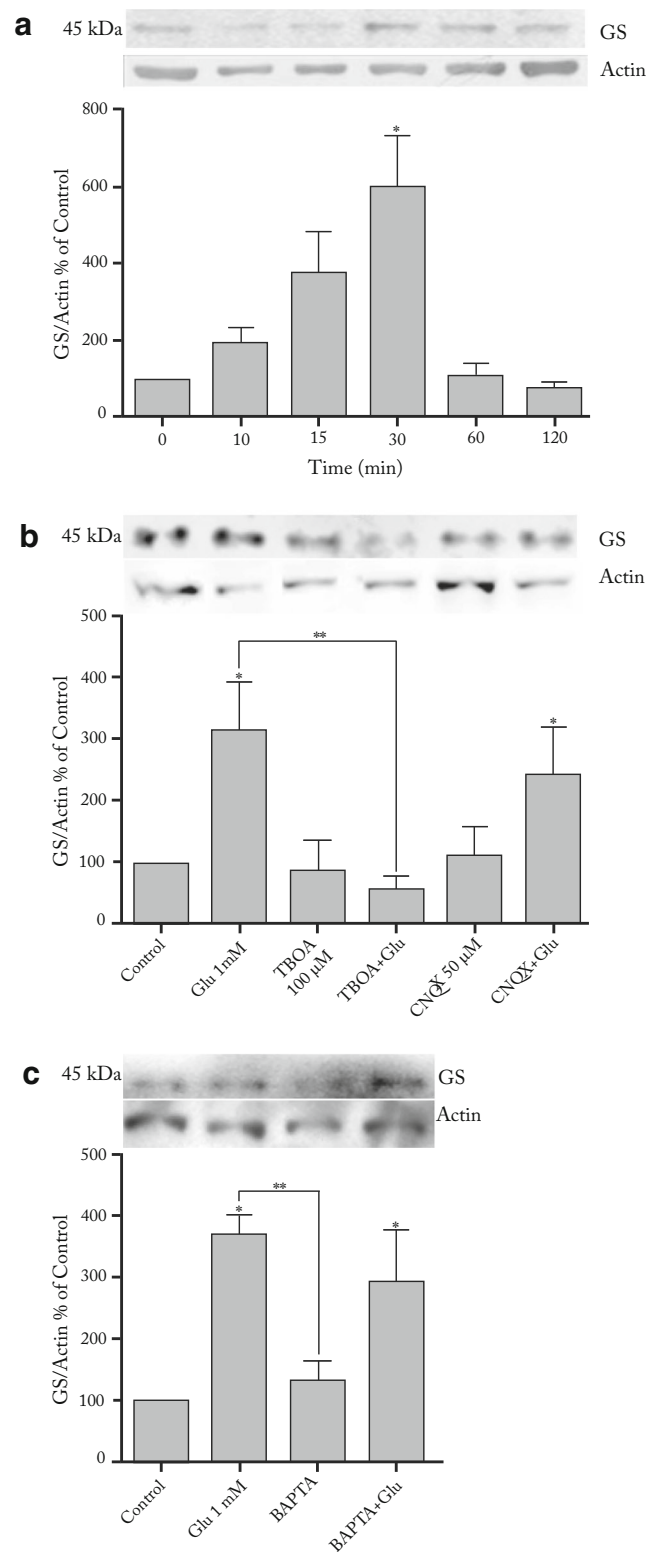 a
45 kDa
GS
Actin
GS/Actin % of Control
800
600
400
200
0
*
0 10 15 30 60 120
Time (min)
b
45 kDa
GS
Actin
GS/Actin % of Control
500
400
300
200
100
0
**
*
*
Control
Glu 1mM
TBOA
100 µM
TBOA+Glu
CNQX 50 µM
CNQX+Glu
c
45 kDa
GS
Actin
GS/Actin % of Control
500
400
300
200
100
0
**
*
*
Control
Glu 1 mM
BAPTA
BAPTA+Glu